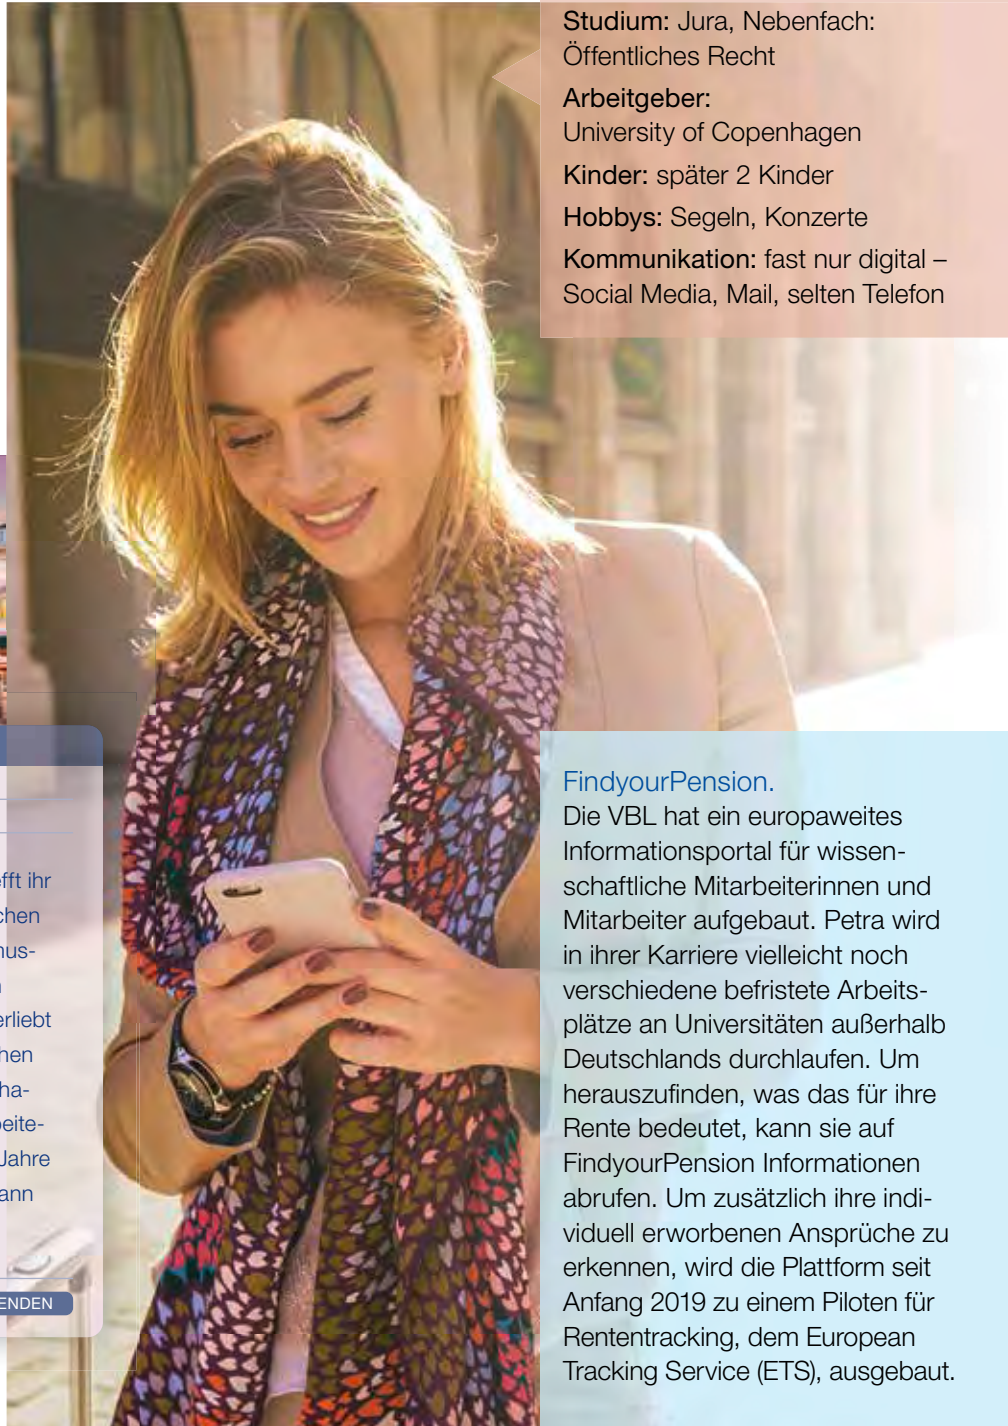 Studium: Jura, Nebenfach:
Öffentliches Recht
Arbeitgeber:
University of Copenhagen
Kinder: später 2 Kinder
Hobbys: Segeln, Konzerte
Kommunikation: fast nur digital –
Social Media, Mail, selten Telefon
FindyourPension.
Die VBL hat ein europaweites
Informationsportal für wissen-
schaftliche Mitarbeiterinnen und
Mitarbeiter aufgebaut. Petra wird
in ihrer Karriere vielleicht noch
verschiedene befristete Arbeits-
plätze an Universitäten außerhalb
Deutschlands durchlaufen. Um
herauszufinden, was das für ihre
Rente bedeutet, kann sie auf
FindyourPension Informationen
abrufen. Um zusätzlich ihre indi-
viduell erworbenen Ansprüche zu
erkennen, wird die Plattform seit
Anfang 2019 zu einem Piloten für
Rententracking, dem European
Tracking Service (ETS), ausgebaut.
ihr
Jahre